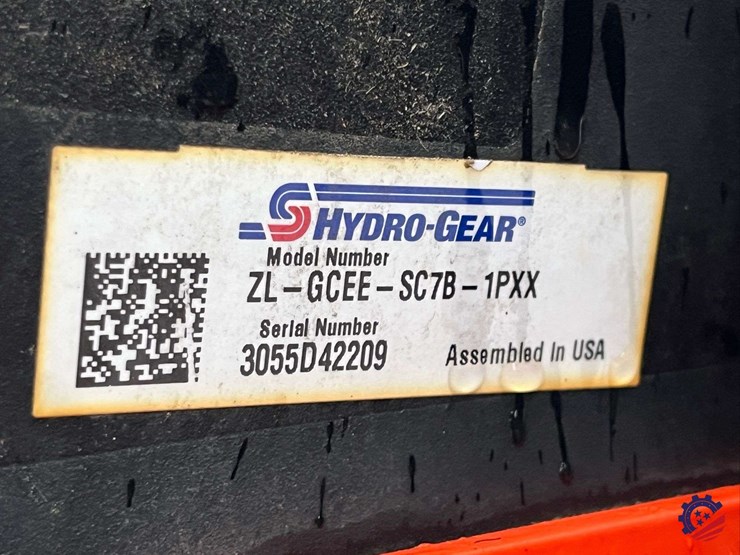 HYDRO-GEAR®
Model Number
ZL-GCEE-SC7B-1PXX
Serial Number
3055D42209
Assembled In USA